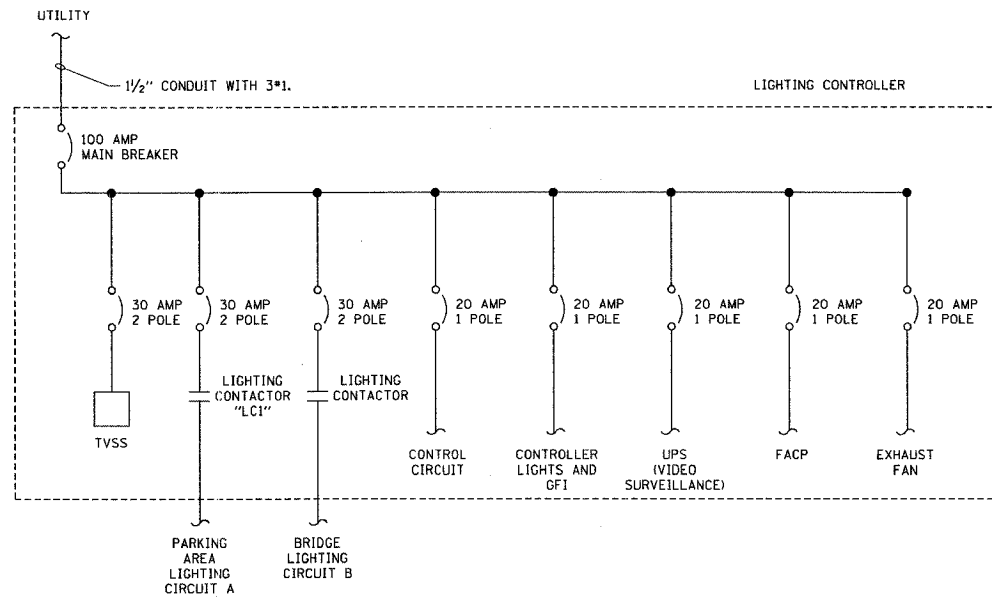 UTILITY
1½" CONDUIT WITH 3#1.
LIGHTING CONTROLLER
100 AMP
MAIN BREAKER
30 AMP
2 POLE
30 AMP
2 POLE
30 AMP
2 POLE
20 AMP
1 POLE
20 AMP
1 POLE
20 AMP
1 POLE
20 AMP
1 POLE
20 AMP
1 POLE
TVSS
LIGHTING
CONTACTOR
"LC1"
LIGHTING
CONTACTOR
CONTROL
CIRCUIT
CONTROLLER
LIGHTS AND
GFI
UPS
(VIDEO
SURVEILLANCE)
FACP
EXHAUST
FAN
PARKING
AREA
LIGHTING
CIRCUIT A
BRIDGE
LIGHTING
CIRCUIT B